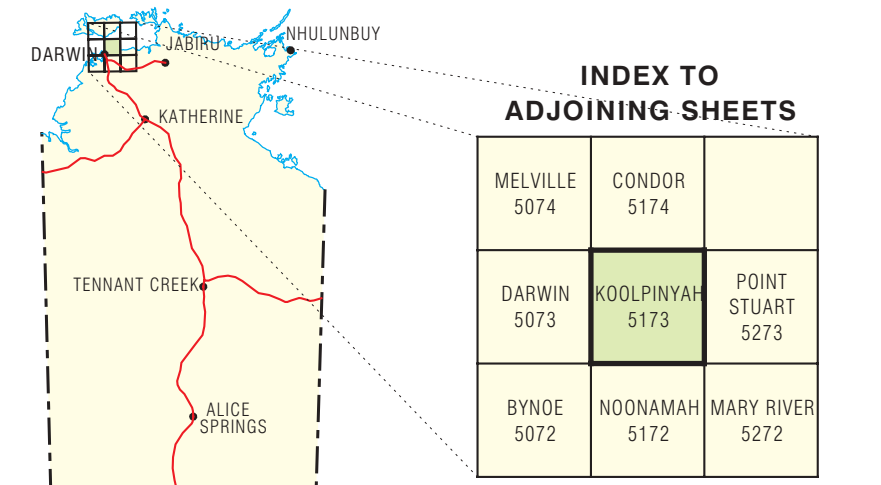 NHULUNBUY
JABIRU
DARWIN
KATHERINE
TENNANT CREEK
ALICE
SPRINGS
INDEX TO
ADJOINING SHEETS
MELVILLE
5074
CONDOR
5174
DARWIN
5073
KOOLPINYAH
5173
POINT
STUART
5273
BYNOE
5072
NOONAMAH
5172
MARY RIVER
5272